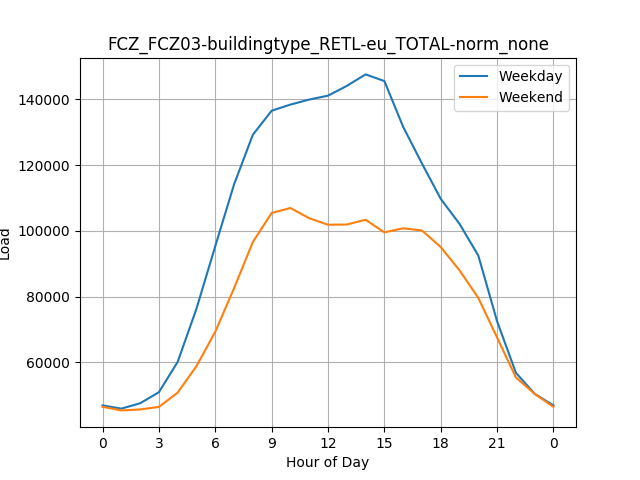 FCZ_FCZ03-buildingtype_RETL-eu_TOTAL-norm_none
Weekday
Weekend
140000
120000
100000
80000
60000
Load
0 3 6 9 12 15 18 21 0
Hour of Day